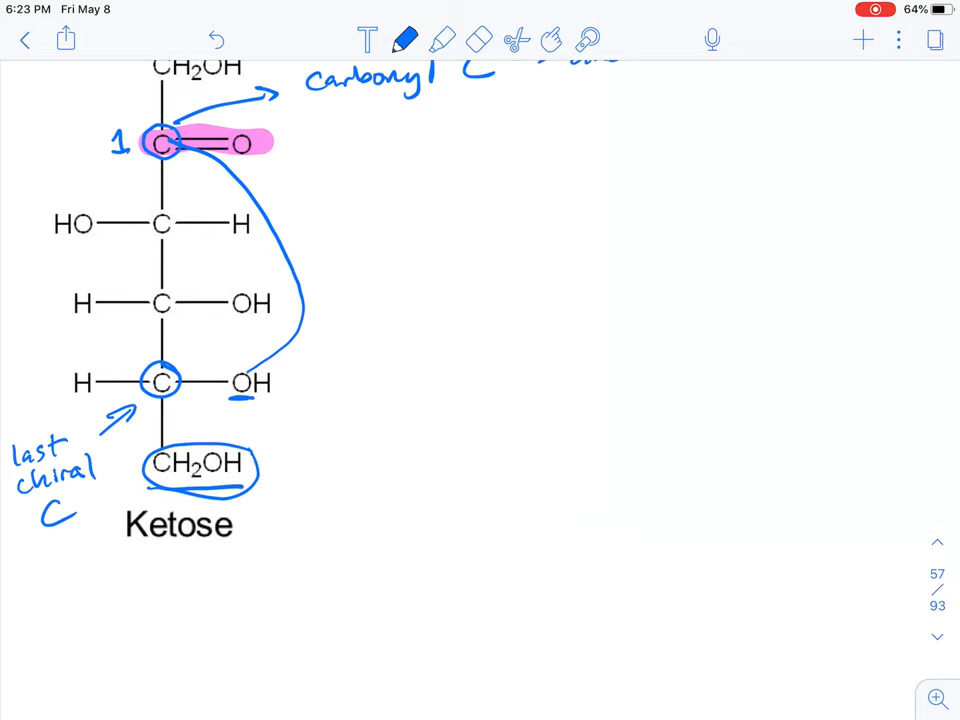 6:23 PM Fri May 8
64%
T
CH₂OH
carbonyl C
1 C O
HO C H
H C OH
H C OH
last
chiral
C
CH₂OH
Ketose
57
/
93